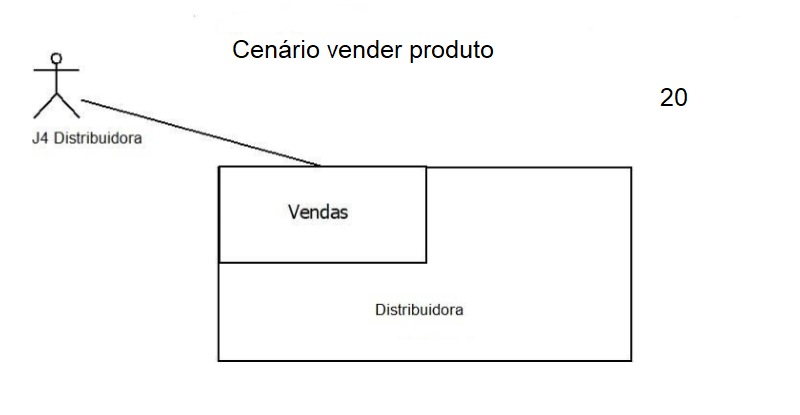 Cenário vender produto
20
J4 Distribuidora
Vendas
Distribuidora